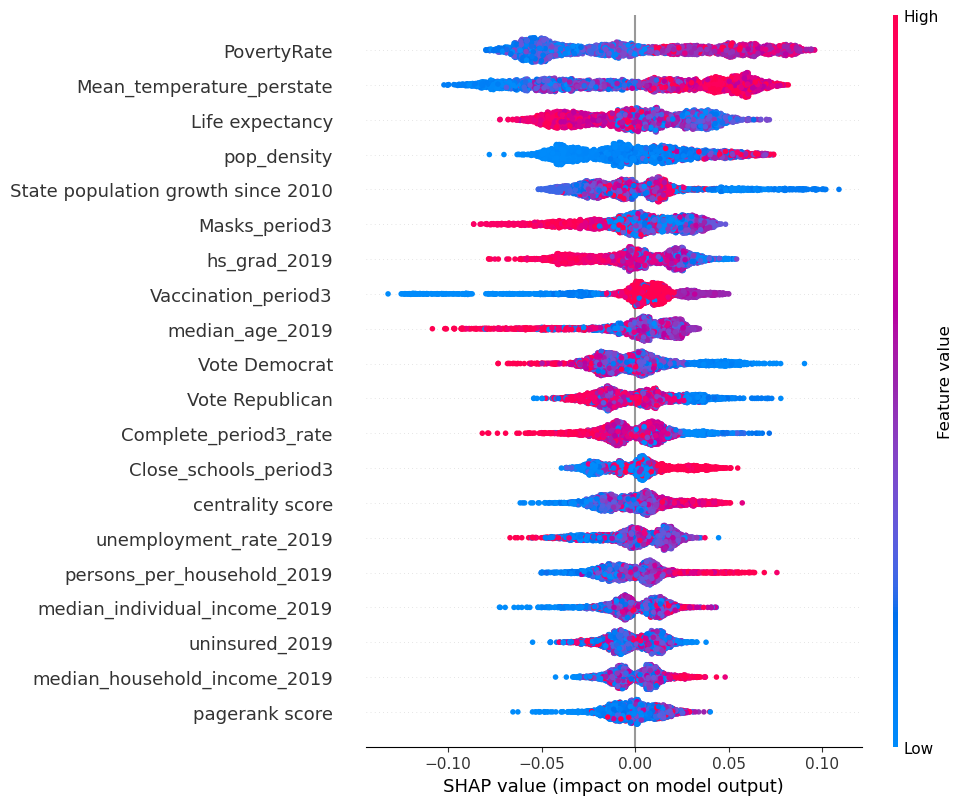 High
PovertyRate
Mean_temperature_perstate
Life expectancy
pop_density
State population growth since 2010
Masks_period3
hs_grad_2019
Vaccination_period3
median_age_2019
Vote Democrat
Vote Republican
Complete_period3_rate
Close_schools_period3
centrality score
unemployment_rate_2019
persons_per_household_2019
median_individual_income_2019
uninsured_2019
median_household_income_2019
pagerank score
Feature value
Low
−0.10 −0.05 0.00 0.05 0.10
SHAP value (impact on model output)